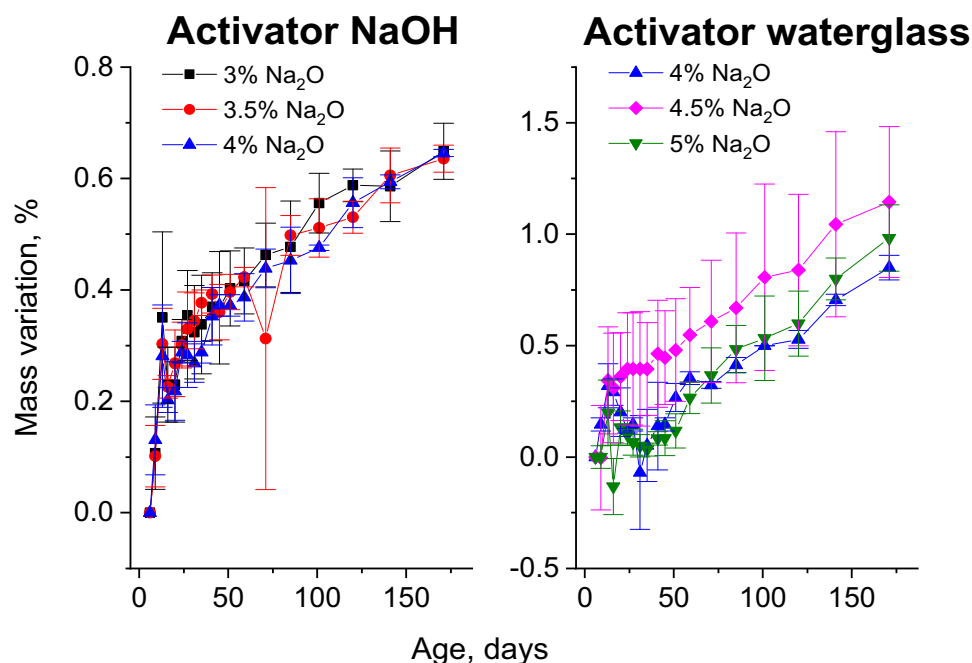 Activator NaOH
Activator waterglass
Mass variation, %
0.8
0.6
0.4
0.2
0.0
3% Na₂O
3.5% Na₂O
4% Na₂O
0 50 100 150
1.5
1.0
0.5
0.0
-0.5
4% Na₂O
4.5% Na₂O
5% Na₂O
0 50 100 150
Age, days